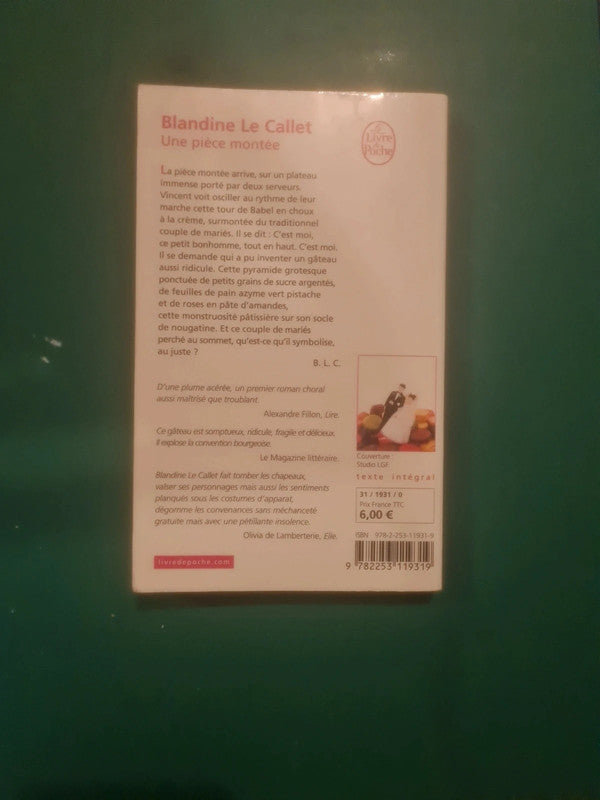 Blandine Le Callet
Une pièce montée
Le
Livre
de
Poche
La pièce montée arrive, sur un plateau
immense porté par deux serveurs.
Vincent voit osciller au rythme de leur
marche cette tour de Babel en choux
à la crème, surmontée du traditionnel
couple de mariés. Il se dit : C'est moi,
ce petit bonhomme, tout en haut. C'est moi.
Il se demande qui a pu inventer un gâteau
aussi ridicule. Cette pyramide grotesque
ponctuée de petits grains de sucre argentés,
de feuilles de pain azyme vert pistache
et de roses en pâte d'amandes,
cette monstruosité pâtissière sur son socle
de nougatine. Et ce couple de mariés
perché au sommet, qu'est-ce qu'il symbolise,
au juste ?
B. L. C.
D'une plume acérée, un premier roman choral
aussi maîtrisé que troublant.
Alexandre Fillon, Lire.
Ce gâteau est somptueux, ridicule, fragile et délicieux.
Il explose la convention bourgeoise.
Le Magazine littéraire.
Blandine Le Callet fait tomber les chapeaux,
valser ses personnages mais aussi les sentiments
planqués sous les costumes d'apparat,
dégomme les convenances sans méchanceté
gratuite mais avec une pétillante insolence.
Olivia de Lamberterie, Elle.
livredepoche.com
Couverture :
Studio LGF.
texte intégral
31 / 1931 / 0
Prix France TTC
6,00 €
ISBN 978-2-253-11931-9
9 782253 119319